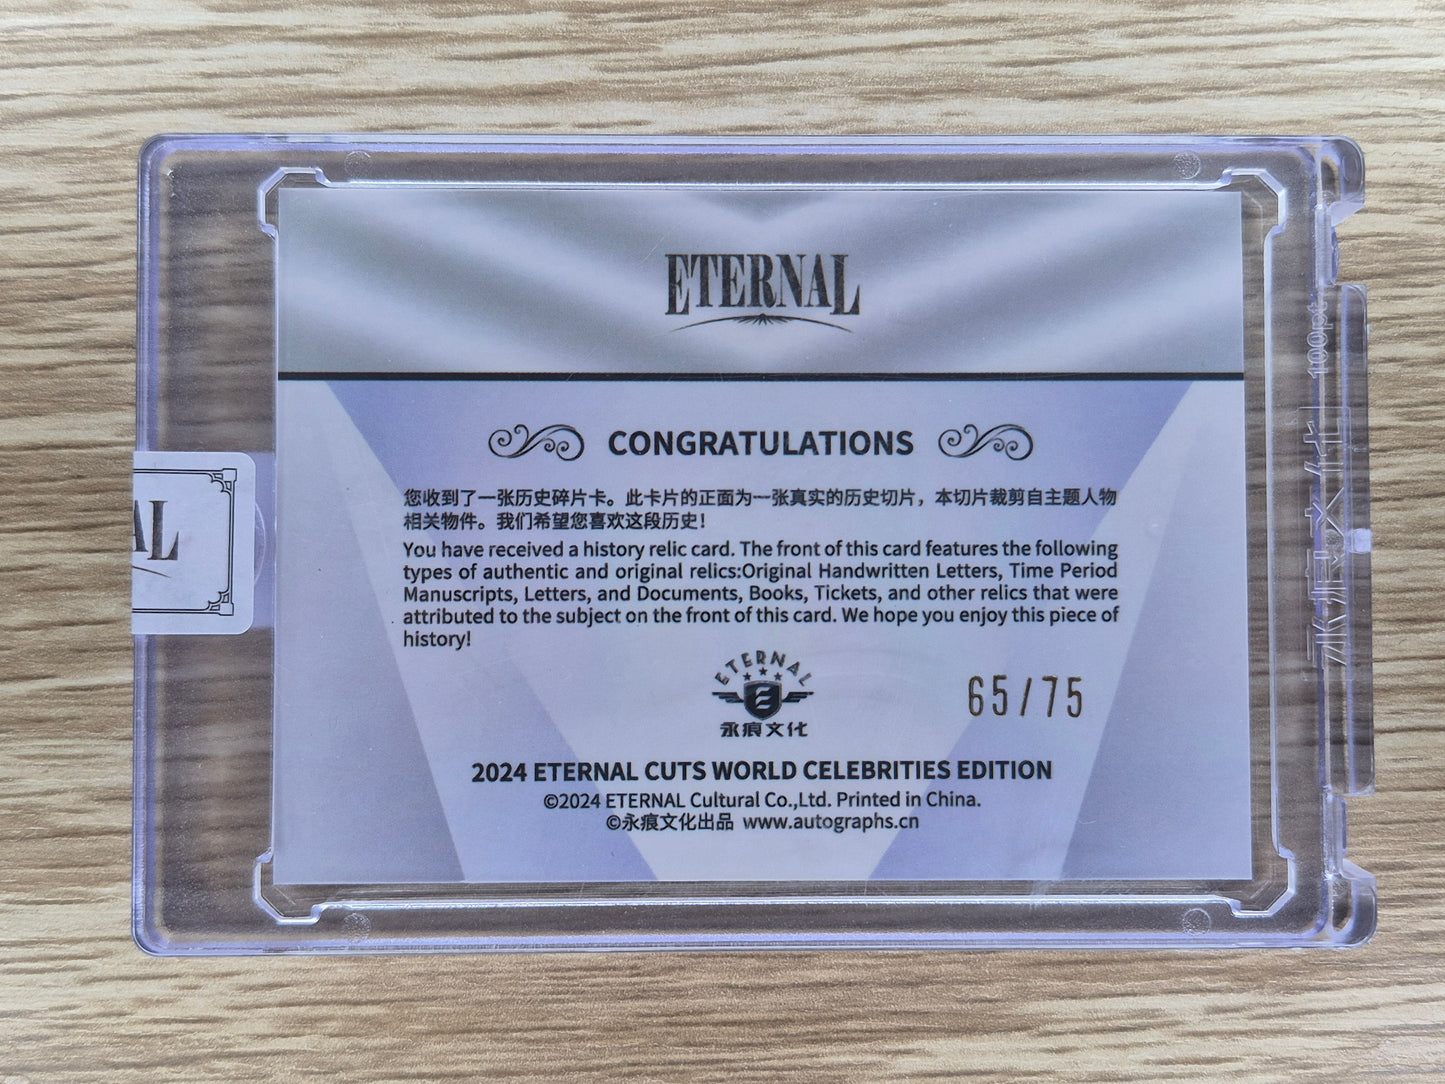 ETERNAL
CONGRATULATIONS
您收到了一张历史碎片卡。此卡片的正面为一张真实的历史切片，本切片裁剪自主题人物
相关物件。我们希望您喜欢这段历史！
You have received a history relic card. The front of this card features the following
types of authentic and original relics:Original Handwritten Letters, Time Period
Manuscripts, Letters, and Documents, Books, Tickets, and other relics that were
attributed to the subject on the front of this card. We hope you enjoy this piece of
history!
ETERNAL
永痕文化
65/75
2024 ETERNAL CUTS WORLD CELEBRITIES EDITION
©2024 ETERNAL Cultural Co.,Ltd. Printed in China.
©永痕文化出品 www.autographs.cn
AL
永痕文化 100pt